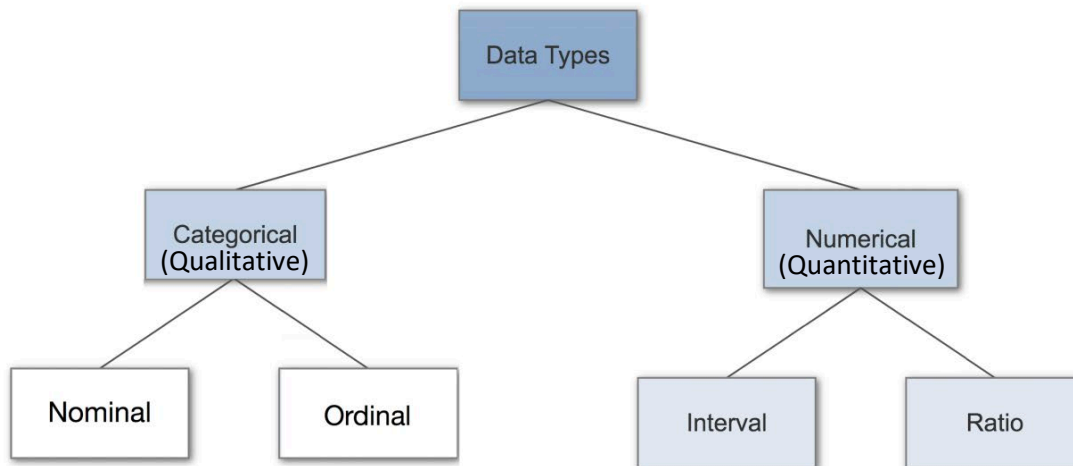 Data Types
Categorical
(Qualitative)
Numerical
(Quantitative)
Nominal
Ordinal
Interval
Ratio